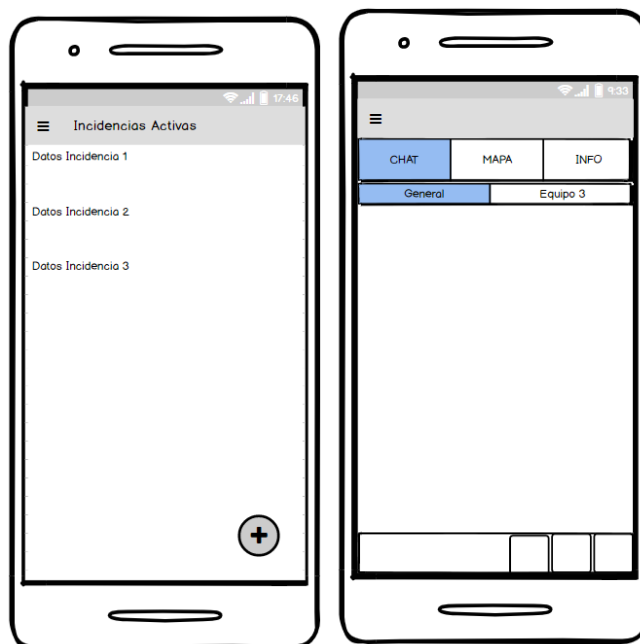 17:46
Incidencias Activas
Datos Incidencia 1
Datos Incidencia 2
Datos Incidencia 3
9:33
CHAT MAPA INFO
General Equipo 3